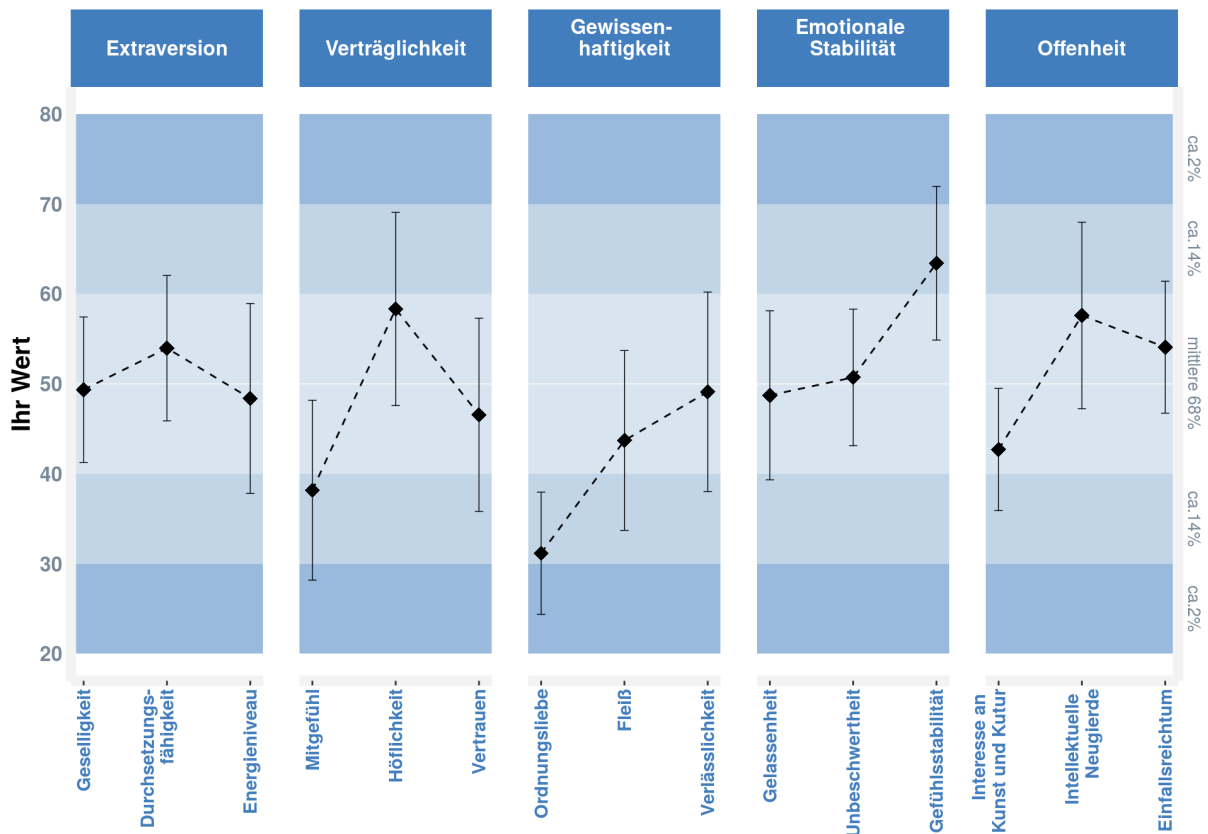 Extraversion
Verträglichkeit
Gewissen-
haftigkeit
Emotionale
Stabilität
Offenheit
Ihr Wert
80
70
60
50
40
30
20
ca.2%
ca.14%
mittlere 68%
ca.14%
ca.2%
Geselligkeit
Durchsetzungs-
fähigkeit
Energieniveau
Mitgefühl
Höflichkeit
Vertrauen
Ordnungsliebe
Fleiß
Verlässlichkeit
Gelassenheit
Unbeschwertheit
Gefühlsstabilität
Interesse an
Kunst und Kutur
Intellektuelle
Neugierde
Einfallsreichtum